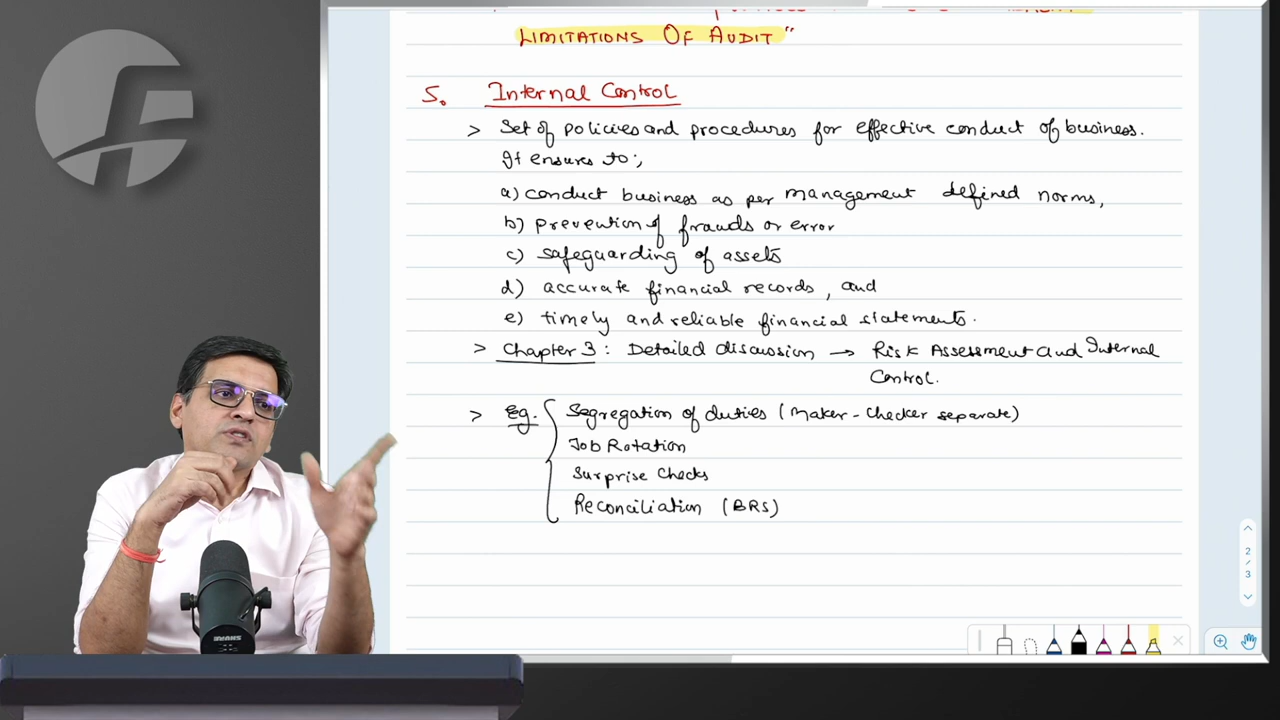 LIMITATIONS OF AUDIT"
5. Internal Control
> Set of policies and procedures for effective conduct of business.
It ensures to;
a) conduct business as per management defined norms,
b) prevention of frauds or error
c) safeguarding of assets
d) accurate financial records, and
e) timely and reliable financial statements.
> Chapter 3: Detailed discussion → Risk Assessment and Internal
Control.
> Eg. Segregation of duties (Maker-Checker separate)
Job Rotation
Surprise Checks
Reconciliation (BRS)
2
/
3
SHURE